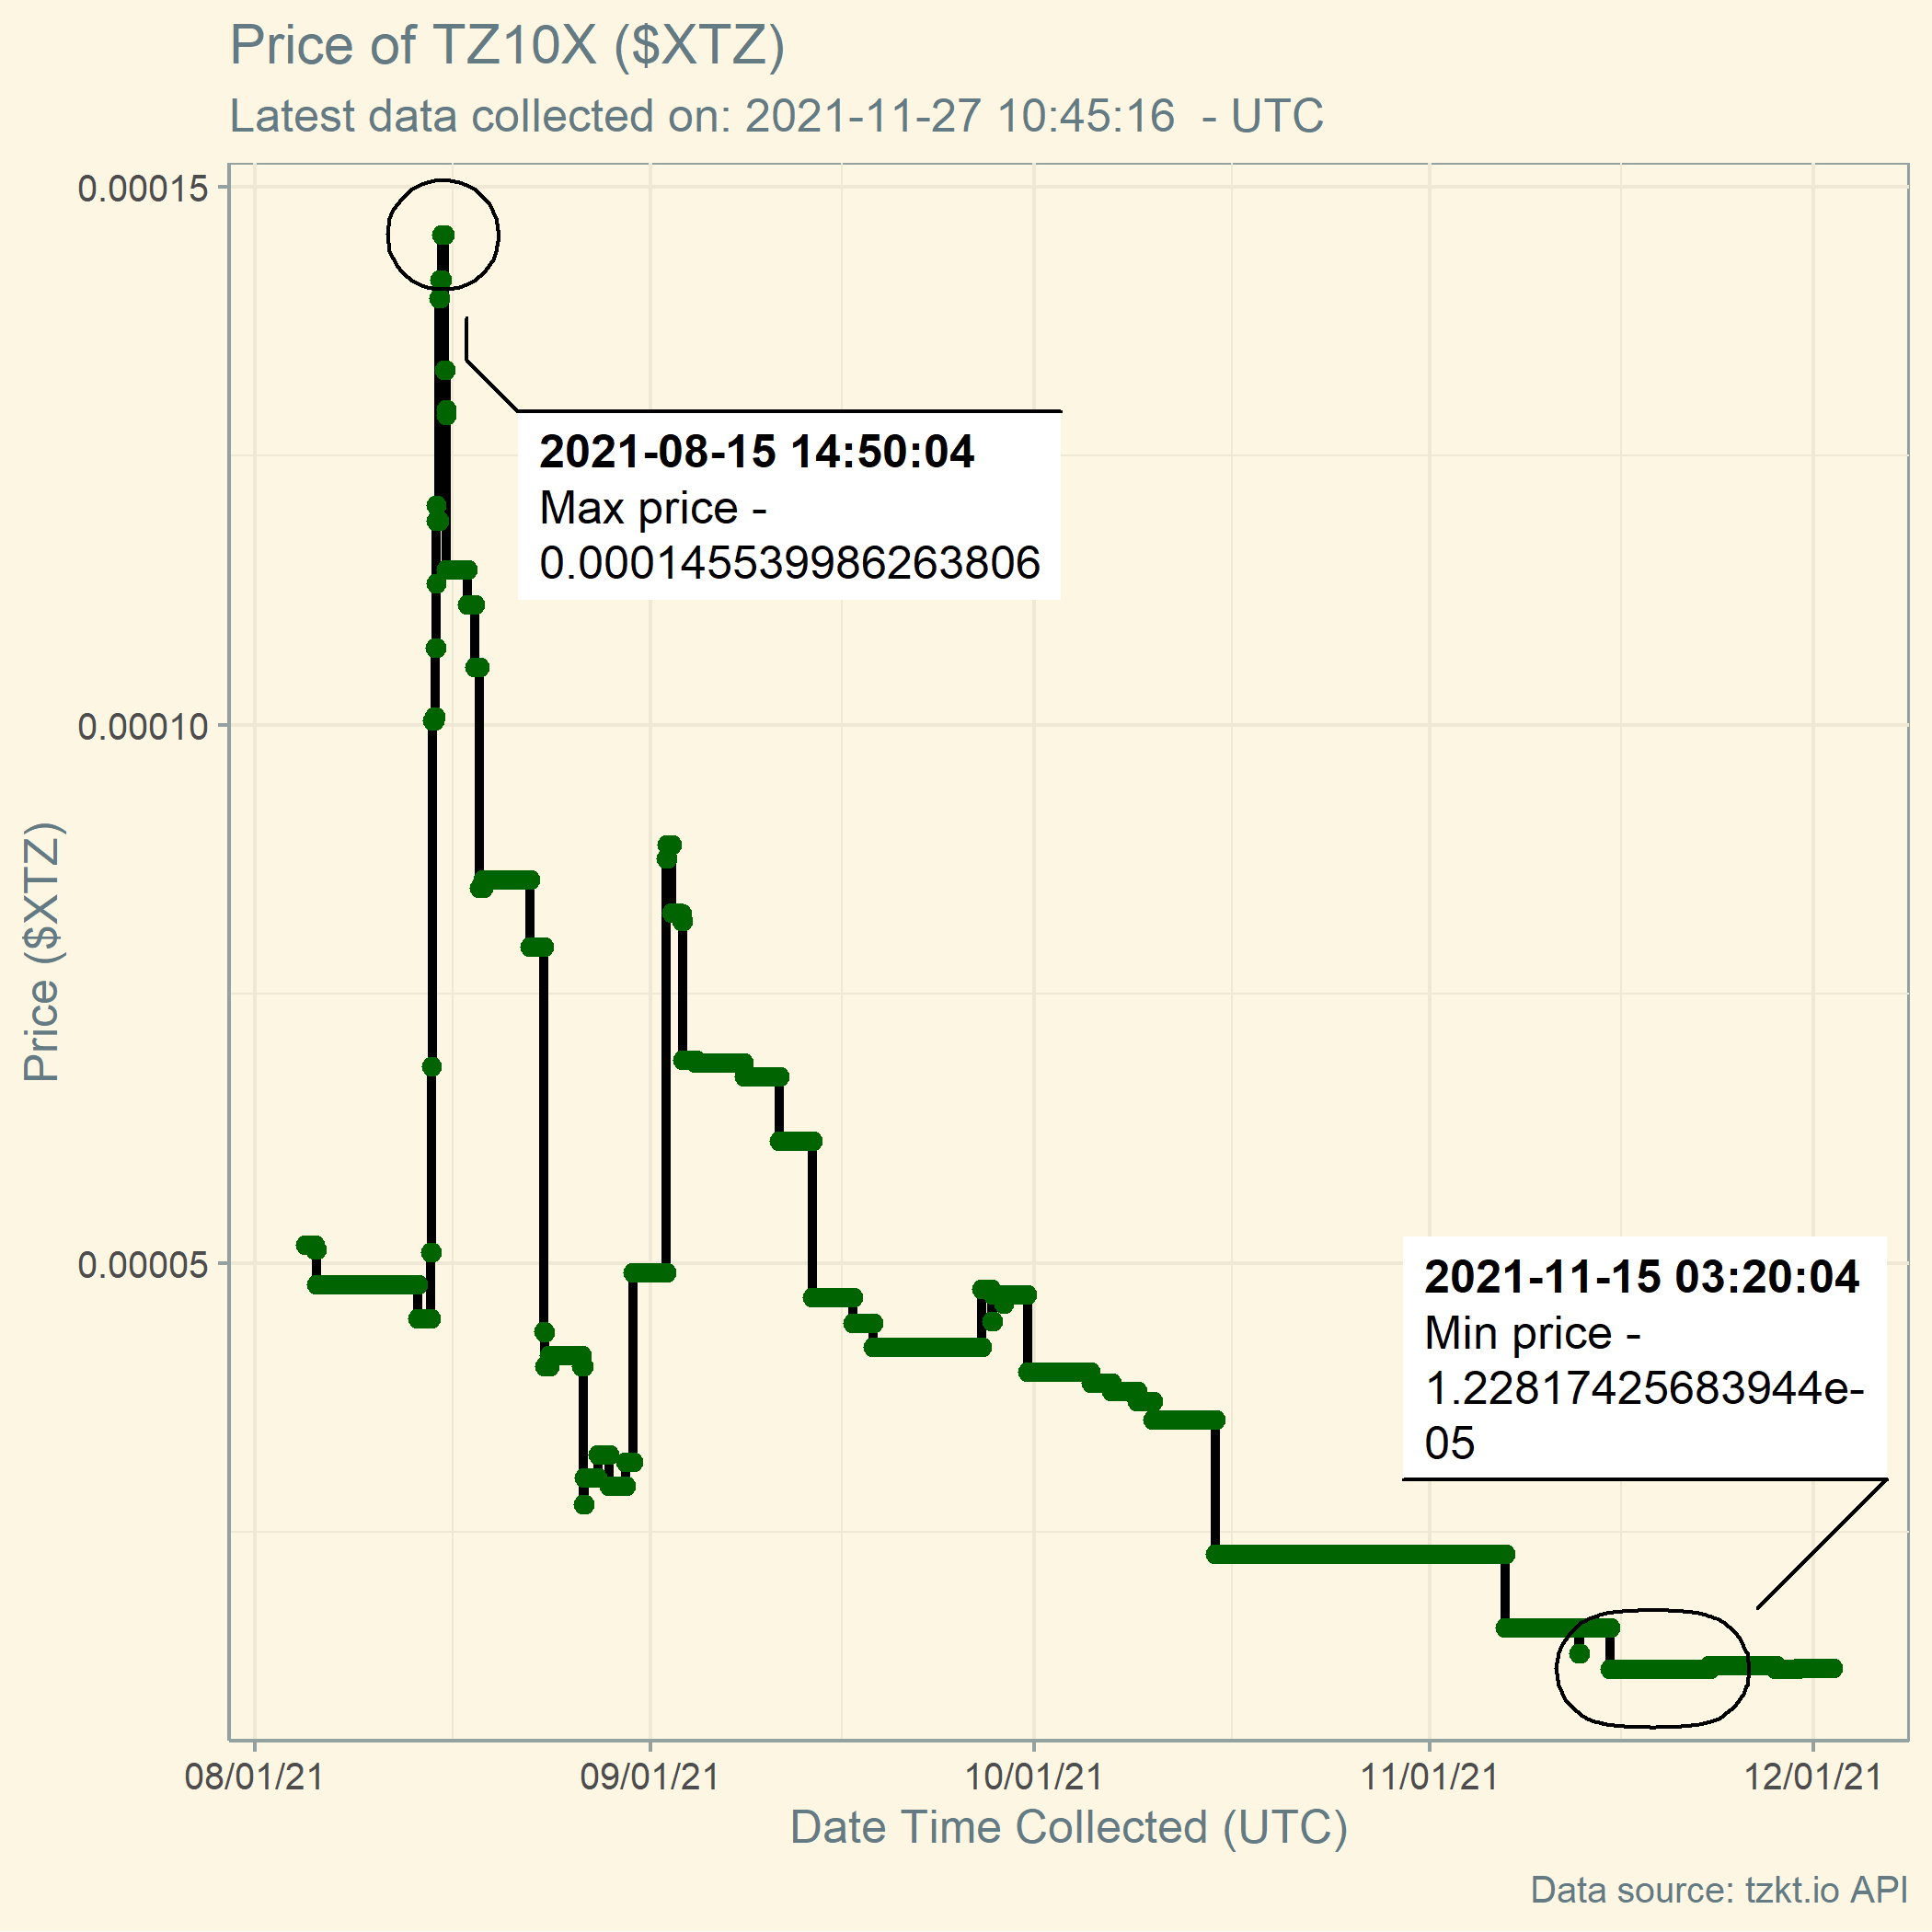 Price of TZ10X ($XTZ)
Latest data collected on: 2021-11-27 10:45:16  - UTC
0.00015
0.00010
0.00005
Price ($XTZ)
2021-08-15 14:50:04
Max price -
0.000145539986263806
2021-11-15 03:20:04
Min price -
1.22817425683944e-
05
08/01/21
09/01/21
10/01/21
11/01/21
12/01/21
Date Time Collected (UTC)
Data source: tzkt.io API